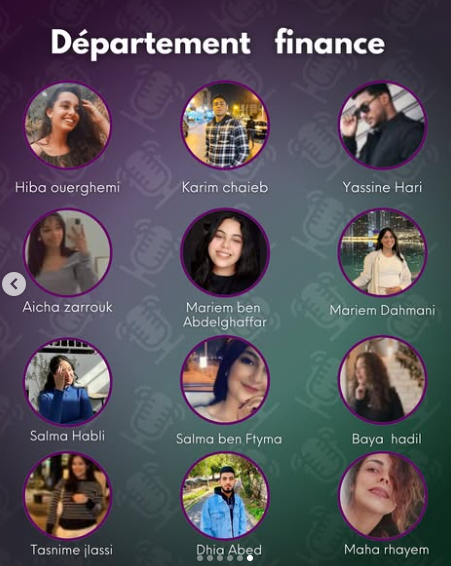 Département finance
Hiba ouerghemi
Karim chaieb
Yassine Hari
Aicha zarrouk
Mariem ben
Abdelghaffar
Mariem Dahmani
Salma Habli
Salma ben Ftyma
Baya hadil
Tasnime jlassi
Dhia Abed
Maha rhayem